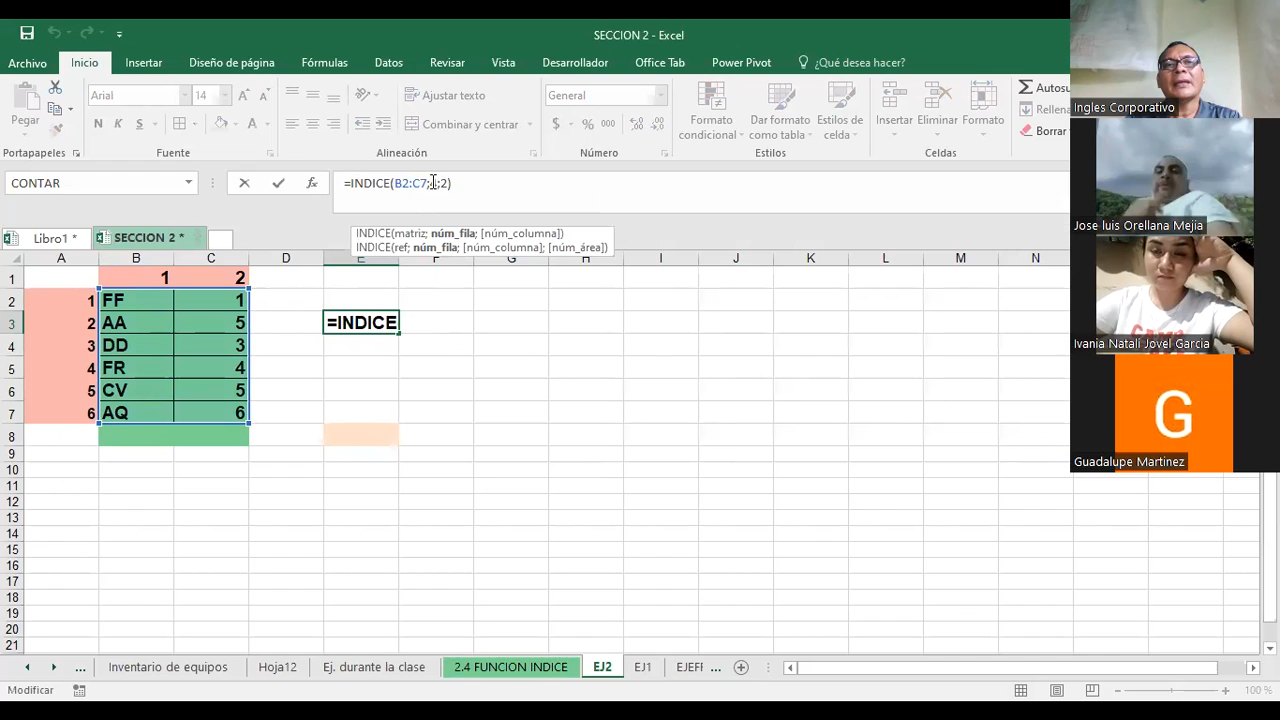 SECCION 2 - Excel
Archivo Inicio Insertar Diseño de página Fórmulas Datos Revisar Vista Desarrollador Office Tab Power Pivot ¿Qué desea hacer?
Pegar
Arial 14
N K S
Ajustar texto
Combinar y centrar
General
$ % 000
Formato condicional
Dar formato como tabla
Estilos de celda
Insertar Eliminar Formato
Autosu
Rellena
Borrar
Portapapeles Fuente Alineación Número Estilos Celdas
CONTAR
=INDICE(B2:C7;;2)
Libro1 * SECCION 2 *
INDICE(matriz; núm_fila; [núm_columna])
INDICE(ref; núm_fila; [núm_columna]; [núm_área])
A B C D E F G H I J K L M N
1 1 2
2 1 FF 1
3 2 AA 5 =INDICE
4 3 DD 3
5 4 FR 4
6 5 CV 5
7 6 AQ 6
8
9
10
11
12
13
14
15
16
17
18
19
20
21
... Inventario de equipos Hoja12 Ej. durante la clase 2.4 FUNCION INDICE EJ2 EJ1 EJEFI ...
Modificar
100 %
Ingles Corporativo
Jose luis Orellana Mejia
Ivania Natali Jovel Garcia
G
Guadalupe Martinez